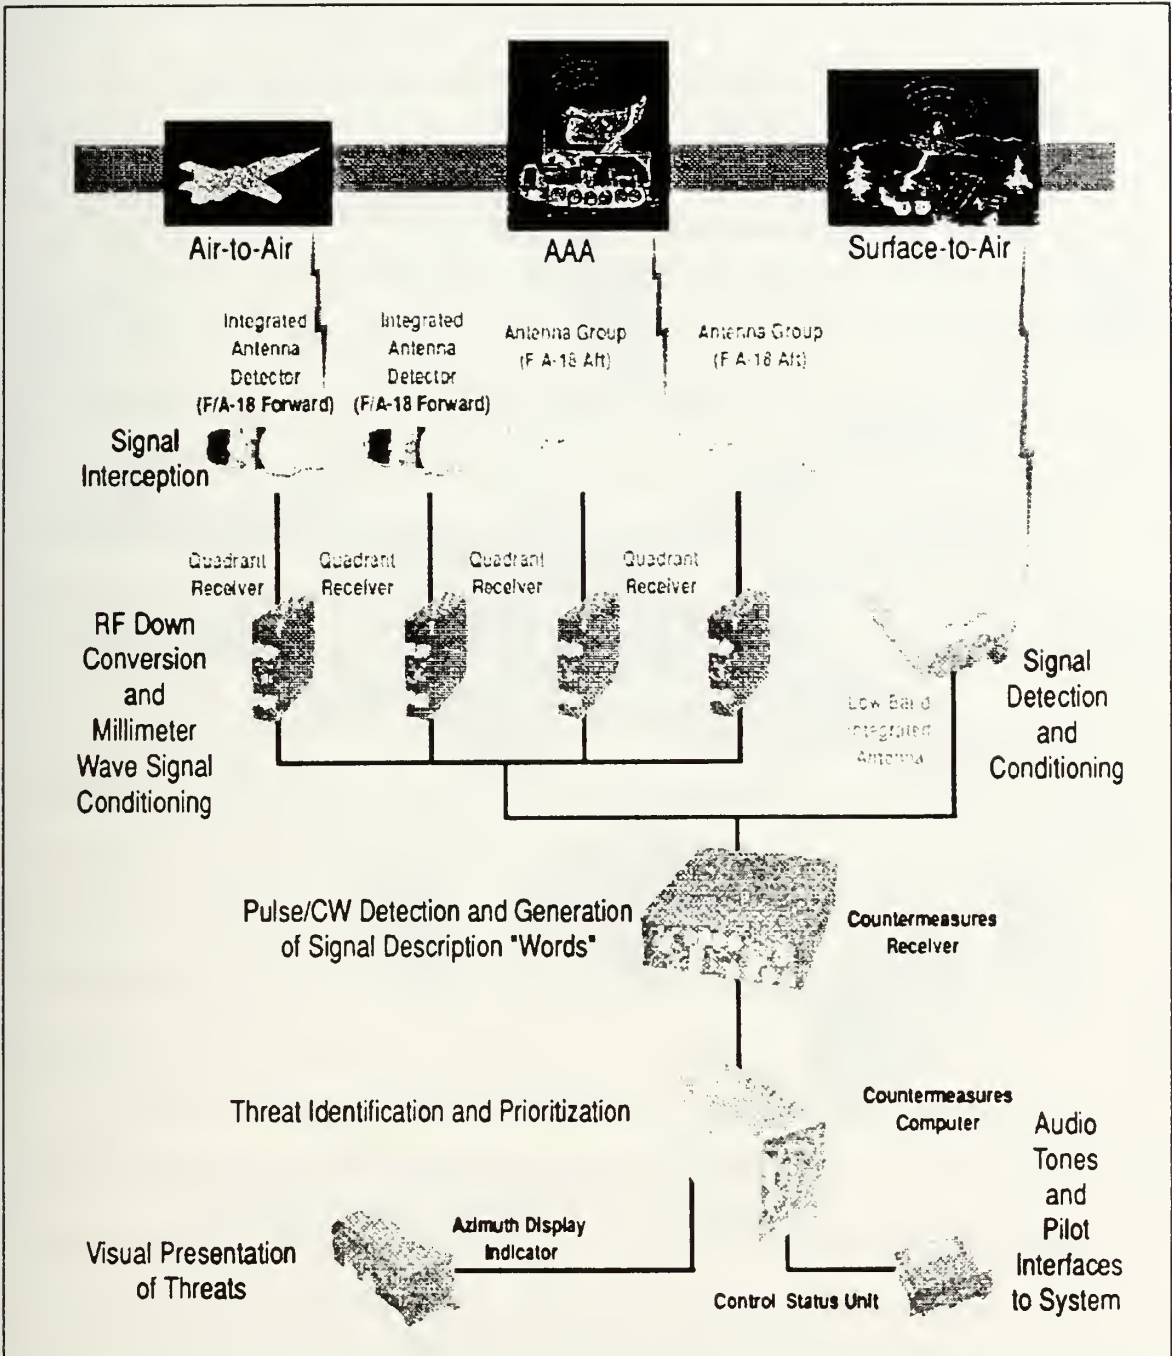 Air-to-Air
AAA
Surface-to-Air
Integrated
Antenna
Detector
(F/A-18 Forward)
Integrated
Antenna
Detector
(F/A-18 Forward)
Antenna Group
(F A-18 Aft)
Antenna Group
(F A-18 Aft)
Signal
Interception
Quadrant
Receiver
Quadrant
Receiver
Quadrant
Receiver
Quadrant
Receiver
RF Down
Conversion
and
Millimeter
Wave Signal
Conditioning
Low Band
Integrated
Antenna
Signal
Detection
and
Conditioning
Pulse/CW Detection and Generation
of Signal Description "Words"
Countermeasures
Receiver
Threat Identification and Prioritization
Countermeasures
Computer
Audio
Tones
and
Pilot
Interfaces
to System
Visual Presentation
of Threats
Azimuth Display
Indicator
Control Status Unit